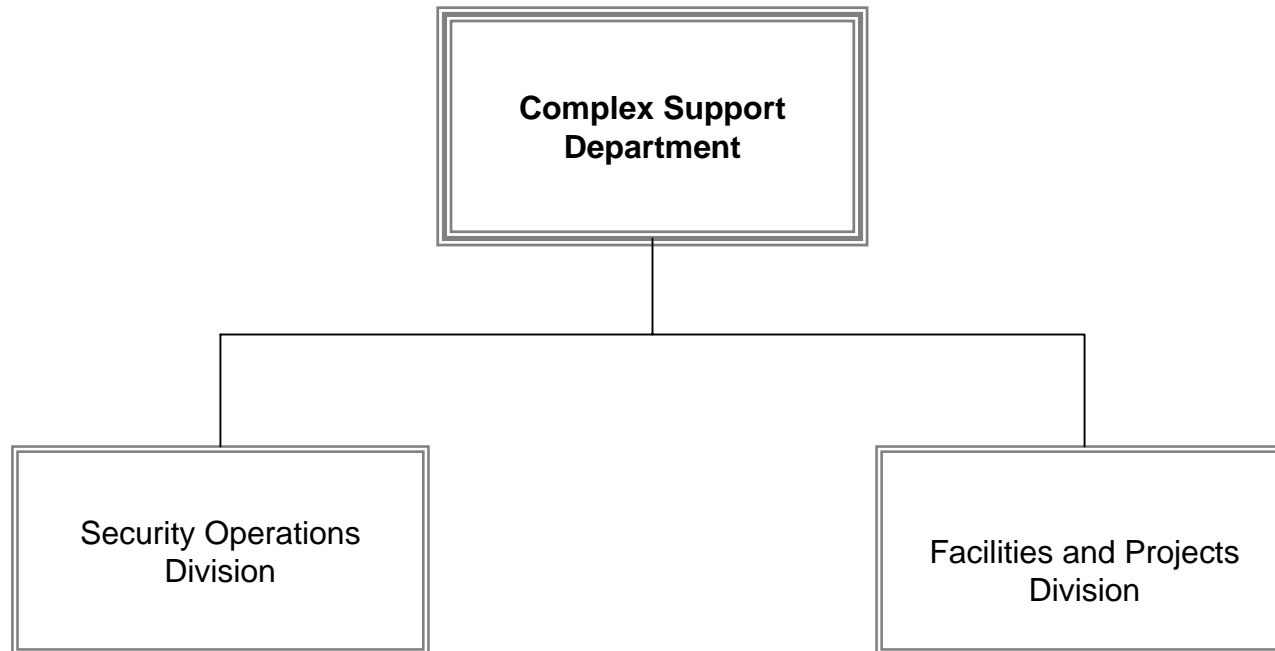 Complex Support
Department
Security Operations
Division
Facilities and Projects
Division